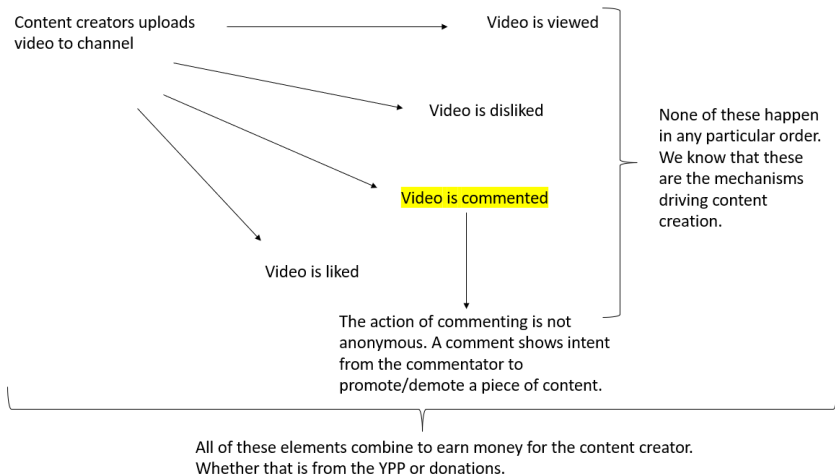 Content creators uploads
video to channel
Video is viewed
Video is disliked
Video is commented
Video is liked
None of these happen
in any particular order.
We know that these
are the mechanisms
driving content
creation.
The action of commenting is not
anonymous. A comment shows intent
from the commentator to
promote/demote a piece of content.
All of these elements combine to earn money for the content creator.
Whether that is from the YPP or donations.